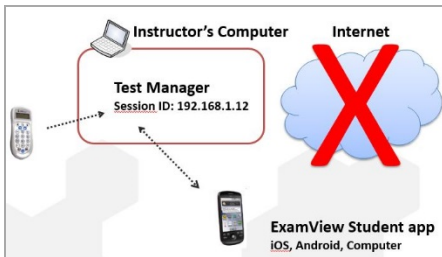 Instructor's Computer
Internet
Test Manager
Session ID: 192.168.1.12
ExamView Student app
iOS, Android, Computer